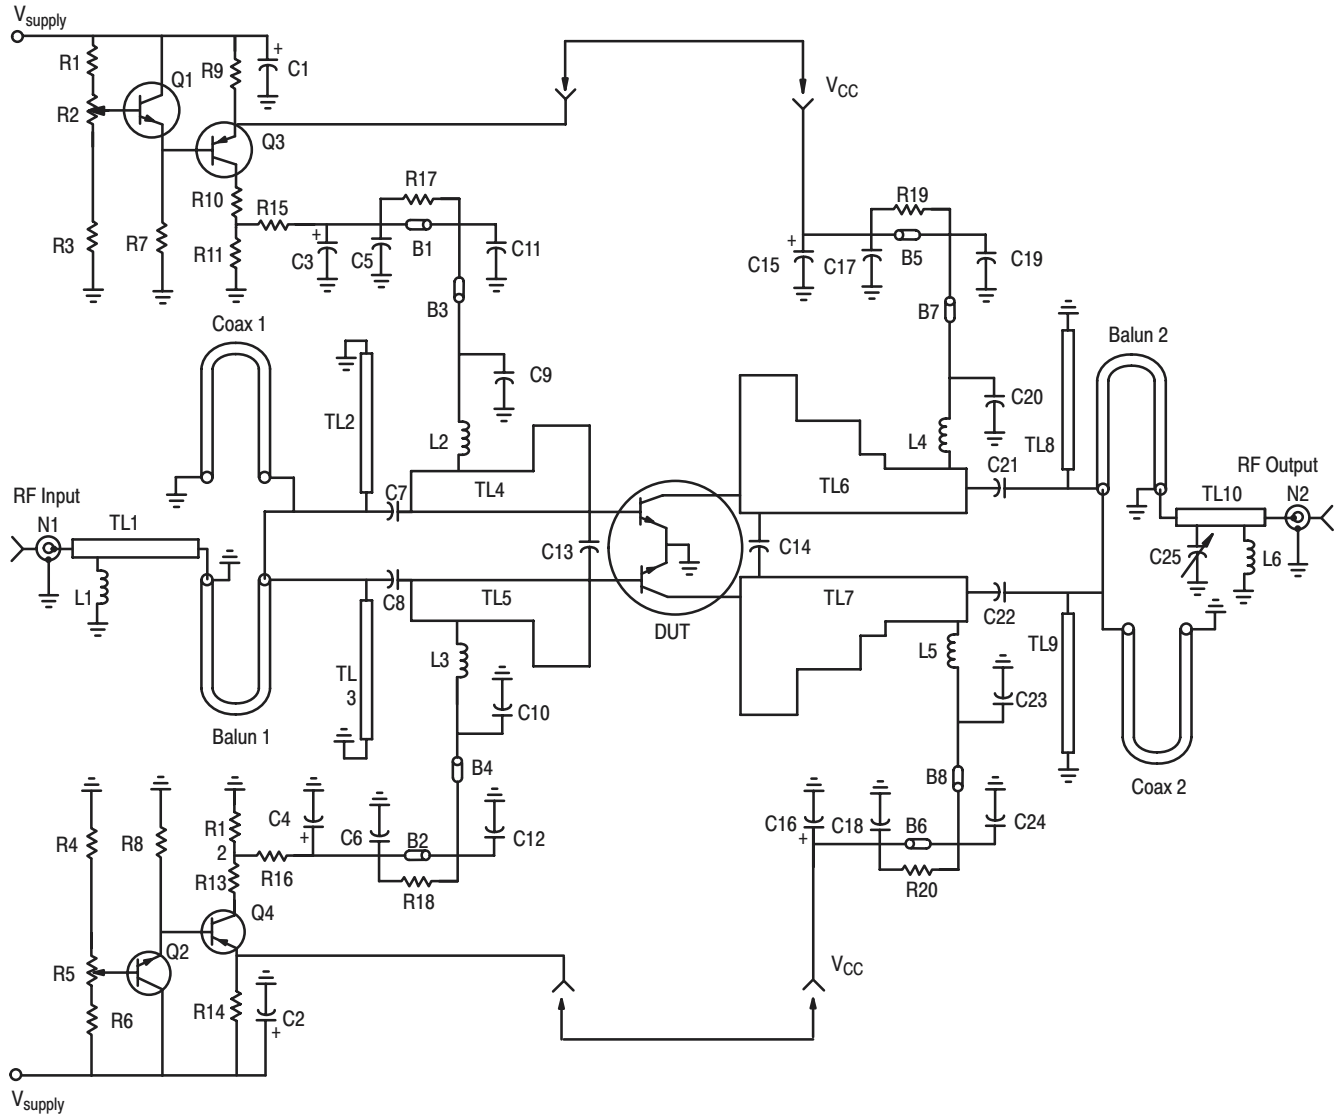 Vsupply
R1
R9
+
C1
Q1
R2
VCC
Q3
R17
R10
R15
R19
R3
R7
R11
+
C3
C5
B1
C11
+
C15
C17
B5
C19
B3
B7
Coax 1
Balun 2
C9
C20
TL2
L2
L4
TL8
RF Input
C7
TL4
TL6
C21
RF Output
N1
TL1
TL10
N2
C13
C14
C25
L6
L1
C8
TL5
DUT
TL7
C22
TL
3
L3
L5
TL9
C10
C23
Balun 1
B4
B8
Coax 2
R4
R8
R1
2
C4
+
C6
B2
C12
C16
+
C18
B6
C24
R16
R13
R18
R20
Q4
Q2
R5
VCC
R14
C2
+
R6
Vsupply